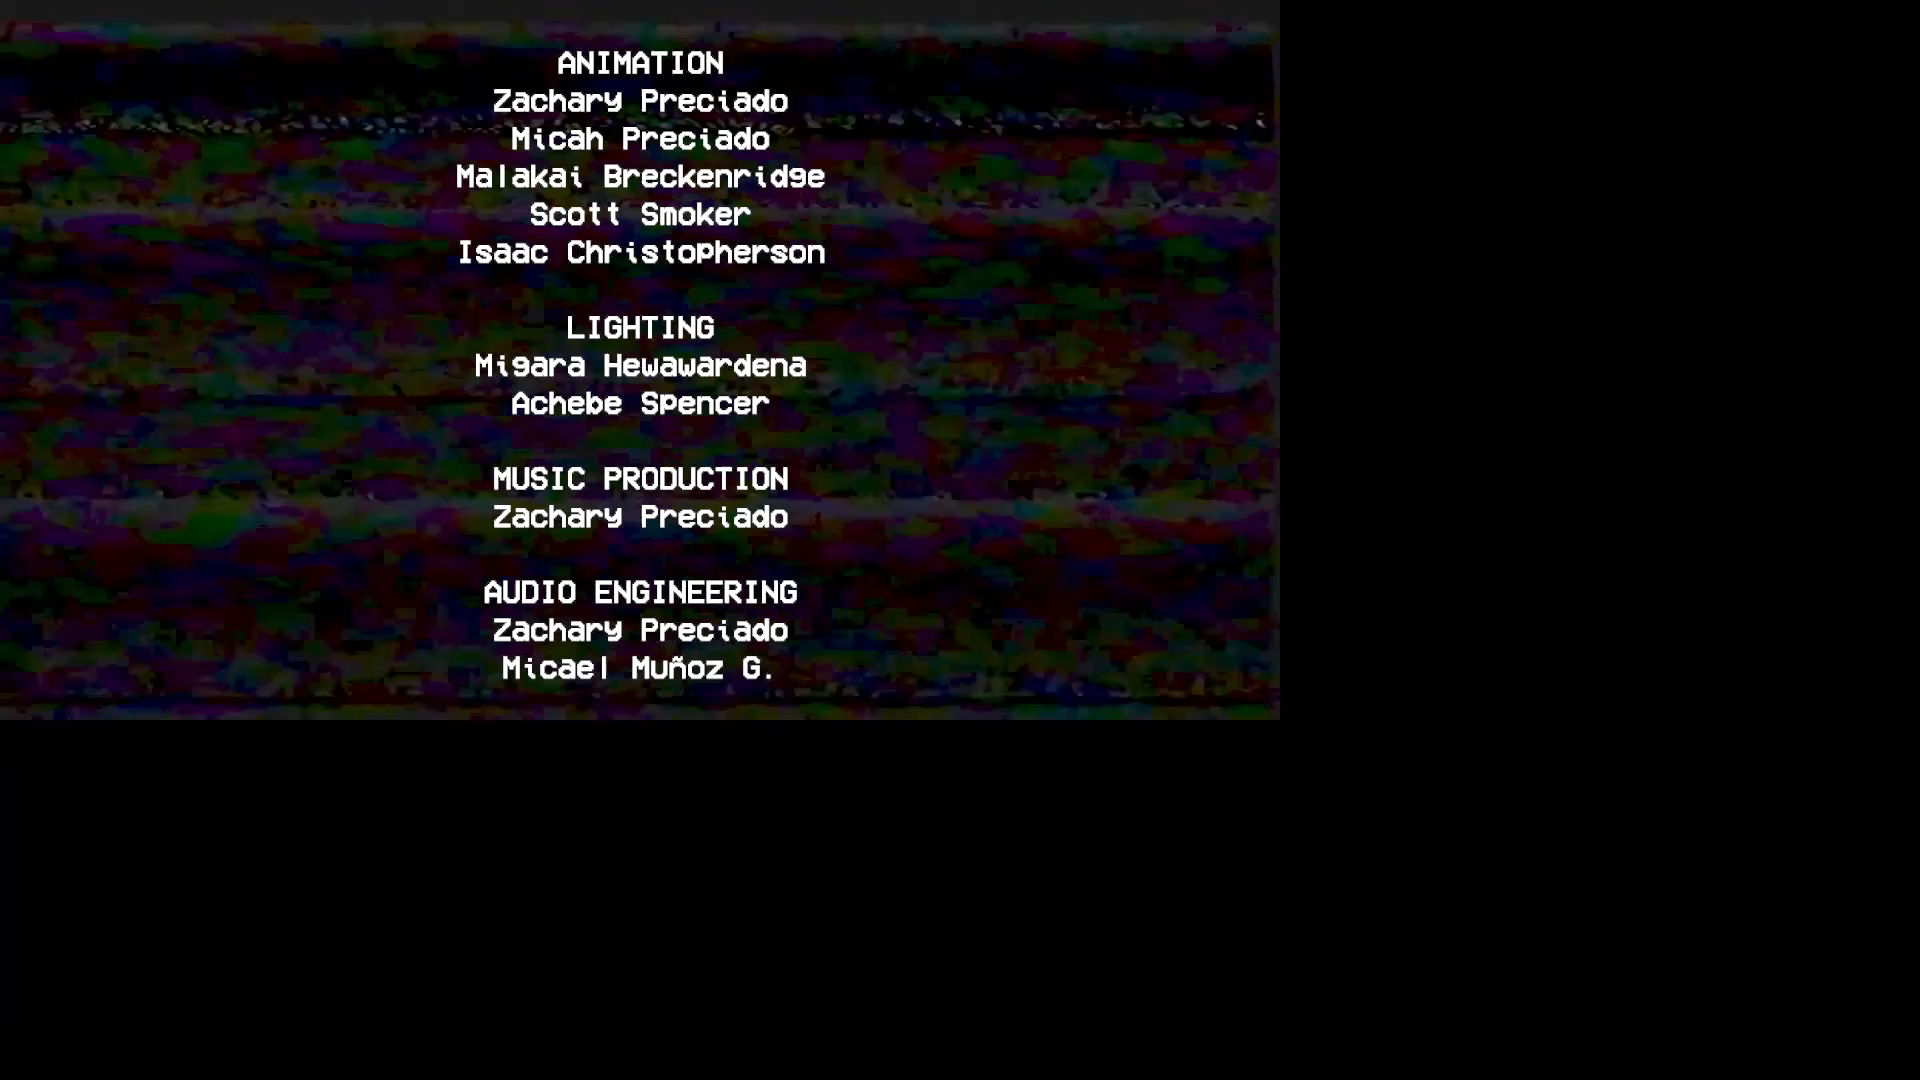 ANIMATION
Zachary Preciado
Micah Preciado
Malakai Breckenridge
Scott Smoker
Isaac Christopherson
LIGHTING
Migara Hewawardena
Achebe Spencer
MUSIC PRODUCTION
Zachary Preciado
AUDIO ENGINEERING
Zachary Preciado
Micael Muñoz G.